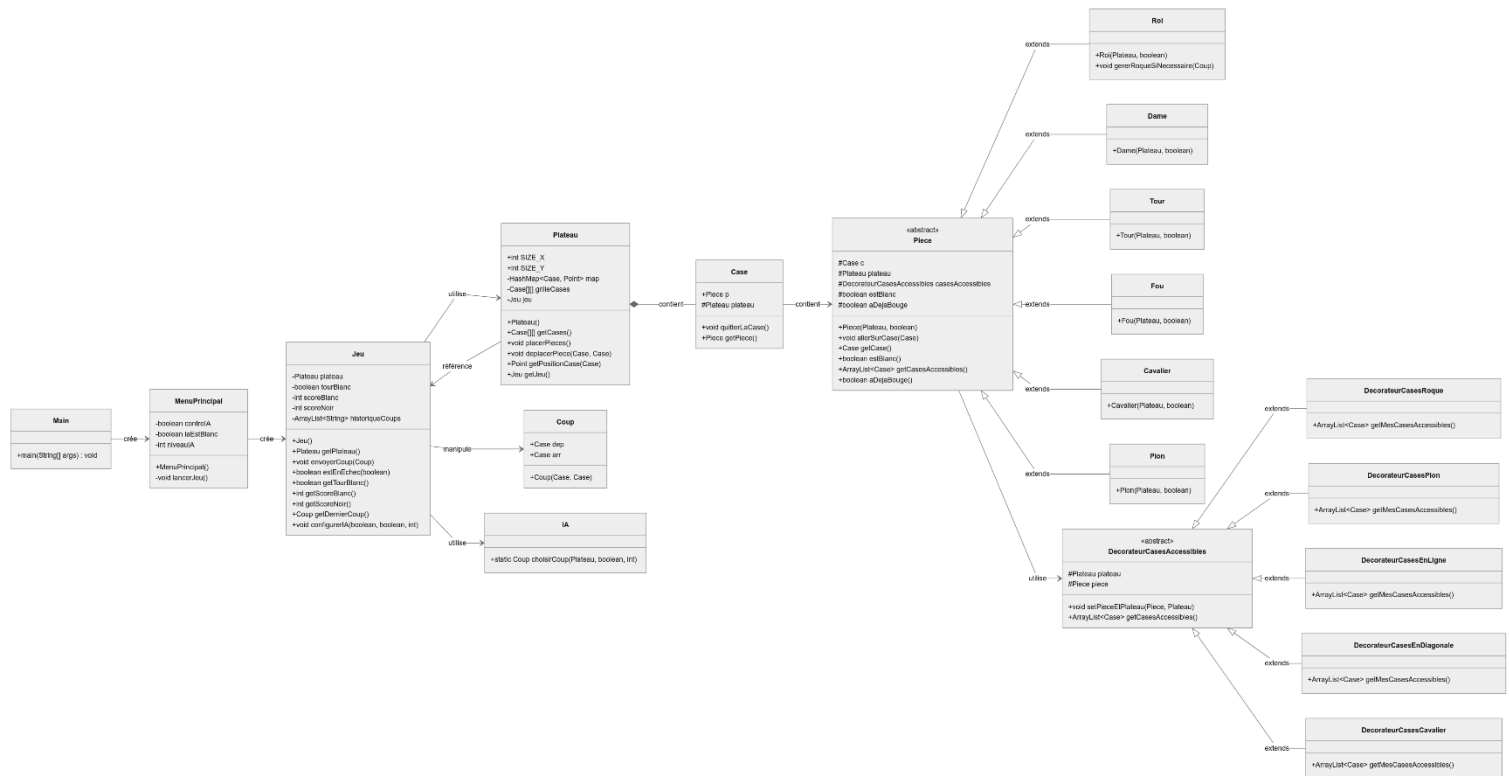 Main
+main(String[] args) : void
crée
MenuPrincipal
-boolean contreIA
-boolean iaEstBlanc
-int niveauIA
+MenuPrincipal()
-void lancerJeu()
crée
Jeu
-Plateau plateau
-boolean tourBlanc
-int scoreBlanc
-int scoreNoir
-ArrayList<String> historiqueCoups
+Jeu()
+Plateau getPlateau()
+void envoyerCoup(Coup)
+boolean estEnEchec(boolean)
+boolean getTourBlanc()
+int getScoreBlanc()
+int getScoreNoir()
+Coup getDernierCoup()
+void configurerIA(boolean, boolean, int)
utilise
référence
manipule
utilise
Plateau
+int SIZE_X
+int SIZE_Y
-HashMap<Case, Point> map
-Case[][] grilleCases
-Jeu jeu
+Plateau()
+Case[][] getCases()
+void placerPieces()
+void deplacerPiece(Case, Case)
+Point getPositionCase(Case)
+Jeu getJeu()
Coup
+Case dep
+Case arr
+Coup(Case, Case)
IA
+static Coup choisirCoup(Plateau, boolean, int)
contient
Case
+Piece p
#Plateau plateau
+void quitterLaCase()
+Piece getPiece()
contient
«abstract»
Piece
#Case c
#Plateau plateau
#DecorateurCasesAccessibles casesAccessibles
#boolean estBlanc
#boolean aDejaBouge
+Piece(Plateau, boolean)
+void allerSurCase(Case)
+Case getCase()
+boolean estBlanc()
+ArrayList<Case> getCasesAccessibles()
+boolean aDejaBouge()
extends
Roi
+Roi(Plateau, boolean)
+void gererRoqueSiNecessaire(Coup)
extends
Dame
+Dame(Plateau, boolean)
extends
Tour
+Tour(Plateau, boolean)
extends
Fou
+Fou(Plateau, boolean)
extends
Cavalier
+Cavalier(Plateau, boolean)
extends
Pion
+Pion(Plateau, boolean)
utilise
«abstract»
DecorateurCasesAccessibles
#Plateau plateau
#Piece piece
+void setPieceEtPlateau(Piece, Plateau)
+ArrayList<Case> getCasesAccessibles()
extends
DecorateurCasesRoque
+ArrayList<Case> getMesCasesAccessibles()
extends
DecorateurCasesPion
+ArrayList<Case> getMesCasesAccessibles()
extends
DecorateurCasesEnLigne
+ArrayList<Case> getMesCasesAccessibles()
extends
DecorateurCasesEnDiagonale
+ArrayList<Case> getMesCasesAccessibles()
extends
DecorateurCasesCavalier
+ArrayList<Case> getMesCasesAccessibles()